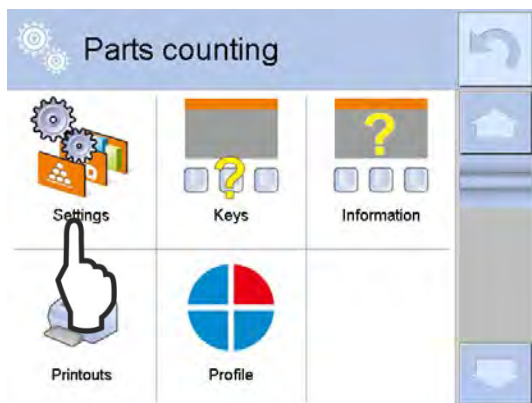 Parts counting
Settings
Keys
Information
Printouts
Profile